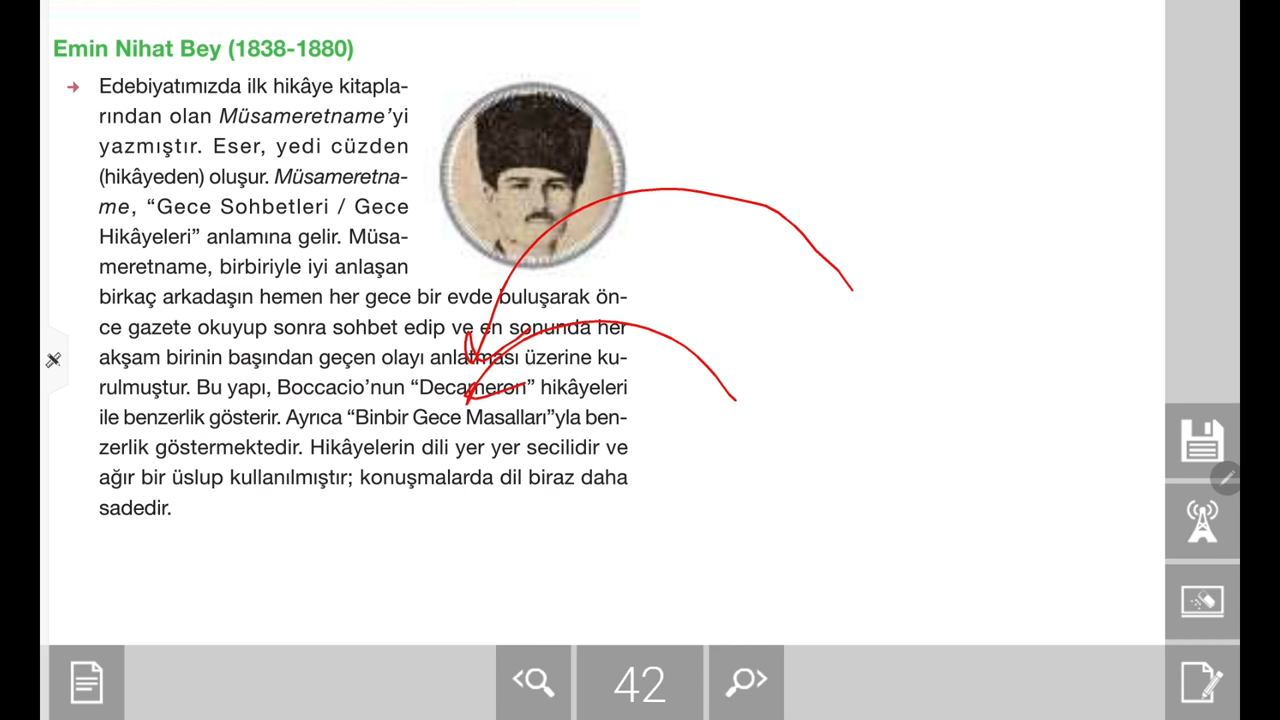 Emin Nihat Bey (1838-1880)
→ Edebiyatımızda ilk hikâye kitapla-
rından olan Müsameretname'yi
yazmıştır. Eser, yedi cüzden
(hikâyeden) oluşur. Müsameretna-
me, “Gece Sohbetleri / Gece
Hikâyeleri” anlamına gelir. Müsa-
meretname, birbiriyle iyi anlaşan
birkaç arkadaşın hemen her gece bir evde buluşarak ön-
ce gazete okuyup sonra sohbet edip ve en sonunda her
akşam birinin başından geçen olayı anlatması üzerine ku-
rulmuştur. Bu yapı, Boccacio’nun “Decameron” hikâyeleri
ile benzerlik gösterir. Ayrıca “Binbir Gece Masalları”yla ben-
zerlik göstermektedir. Hikâyelerin dili yer yer secilidir ve
ağır bir üslup kullanılmıştır; konuşmalarda dil biraz daha
sadedir.
42